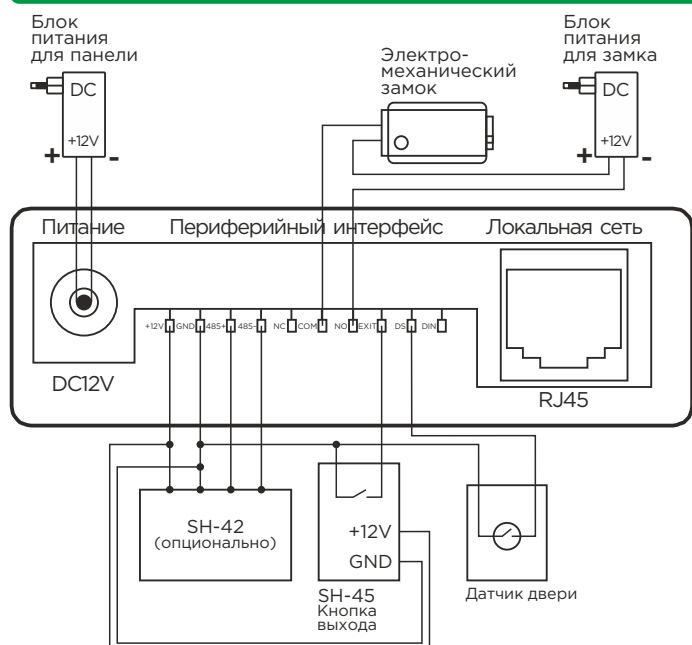 Блок
питания
для панели
DC
+12V
+
-
Электро-
механический
замок
Блок
питания
для замка
DC
+12V
+
-
Питание
Периферийный интерфейс
Локальная сеть
+12V GND 485+ 485- NC COM NO EXIT DS DIN
DC12V
RJ45
SH-42
(опционально)
+12V
GND
SH-45
Кнопка
выхода
Датчик двери